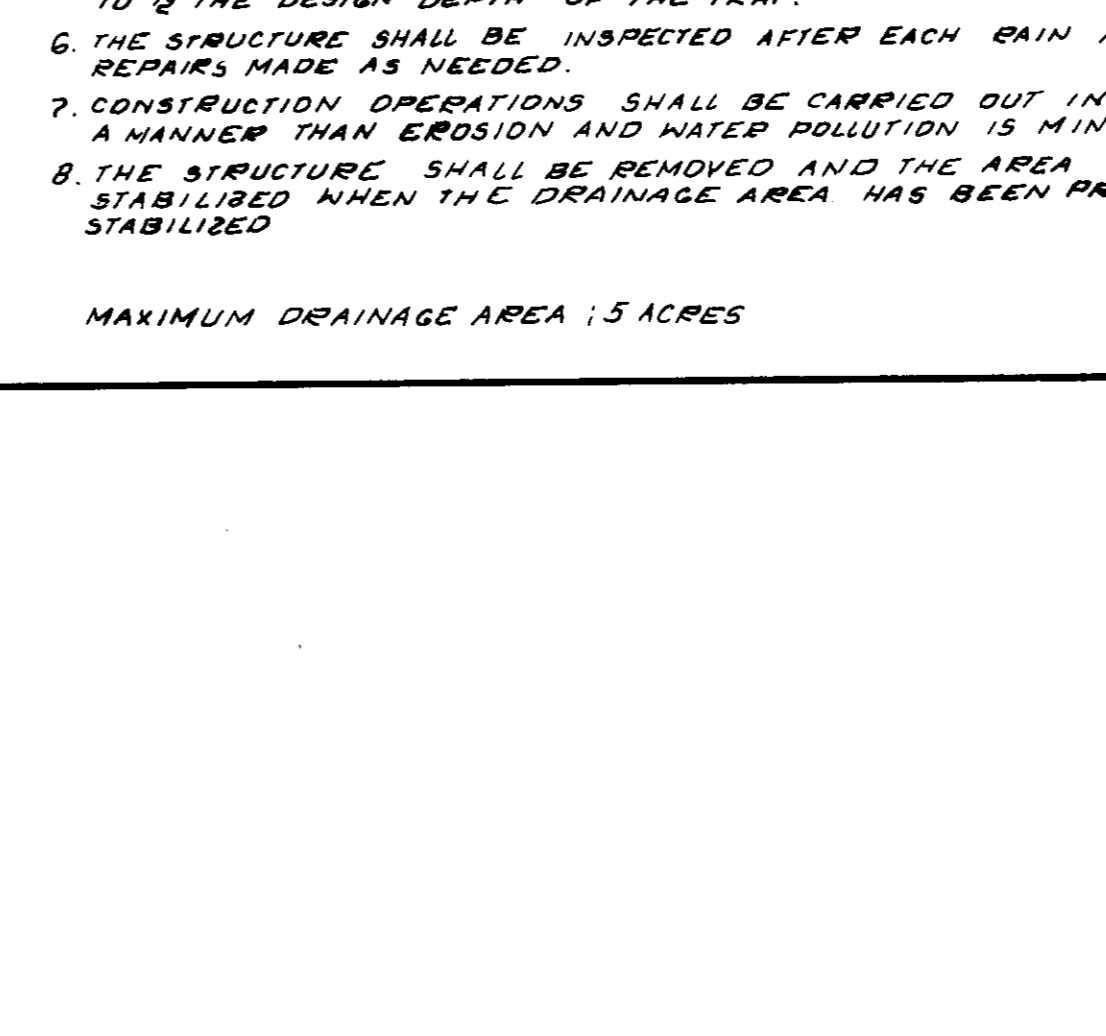 TO ½ THE DESIGN DEPTH OF THE TRAP.
6. THE STRUCTURE SHALL BE INSPECTED AFTER EACH RAIN
REPAIRS MADE AS NEEDED.
7. CONSTRUCTION OPERATIONS SHALL BE CARRIED OUT IN
A MANNER THAN EROSION AND WATER POLLUTION IS MIN
8. THE STRUCTURE SHALL BE REMOVED AND THE AREA
STABILIZED WHEN THE DRAINAGE AREA HAS BEEN PR
STABILIZED
MAXIMUM DRAINAGE AREA ; 5 ACRES